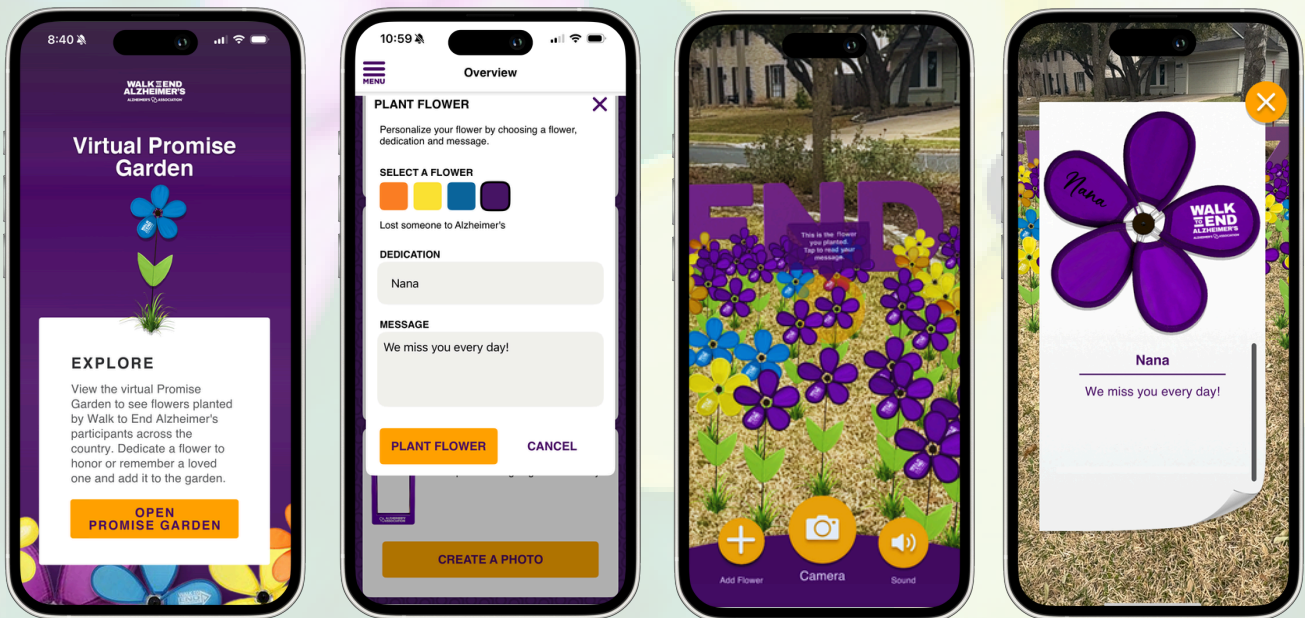 8:40
WALK TO END
ALZHEIMER'S
ALZHEIMER'S ASSOCIATION
Virtual Promise
Garden
EXPLORE
View the virtual Promise
Garden to see flowers planted
by Walk to End Alzheimer's
participants across the
country. Dedicate a flower to
honor or remember a loved
one and add it to the garden.
OPEN
PROMISE GARDEN
10:59
MENU
Overview
PLANT FLOWER
Personalize your flower by choosing a flower,
dedication and message.
SELECT A FLOWER
Lost someone to Alzheimer's
DEDICATION
Nana
MESSAGE
We miss you every day!
PLANT FLOWER
CANCEL
CREATE A PHOTO
END
This is the flower
you planted.
Tap to read your
message.
Add Flower
Camera
Sound
Nana
WALK
TO END
ALZHEIMER'S
ALZHEIMER'S ASSOCIATION
Nana
We miss you every day!